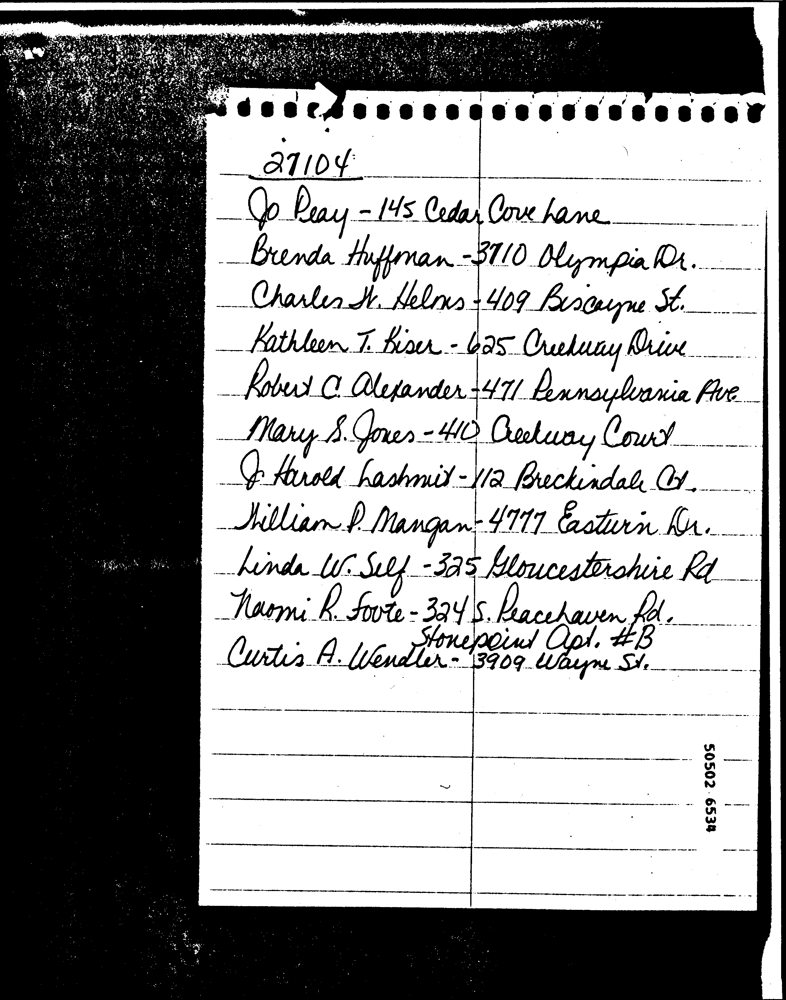 27104
Jo Peay - 145 Cedar Cove Lane
Brenda Huffman - 3710 Olympia Dr.
Charles W. Helms - 409 Biscayne St.
Kathleen T. Kiser - 625 Creekway Drive
Robert C. Alexander - 471 Pennsylvania Ave
Mary S. Jones - 410 Creekway Court
J. Harold Lashmit - 112 Breckindale Ct.
William P. Mangan - 4777 Easturin Dr.
Linda W. Self - 325 Gloucestershire Rd
Naomi R. Foote - 324 S. Peacehaven Rd.
Stonepoint Apt. #B
Curtis A. Wendler - 3909 Wayne St.
50502 6534